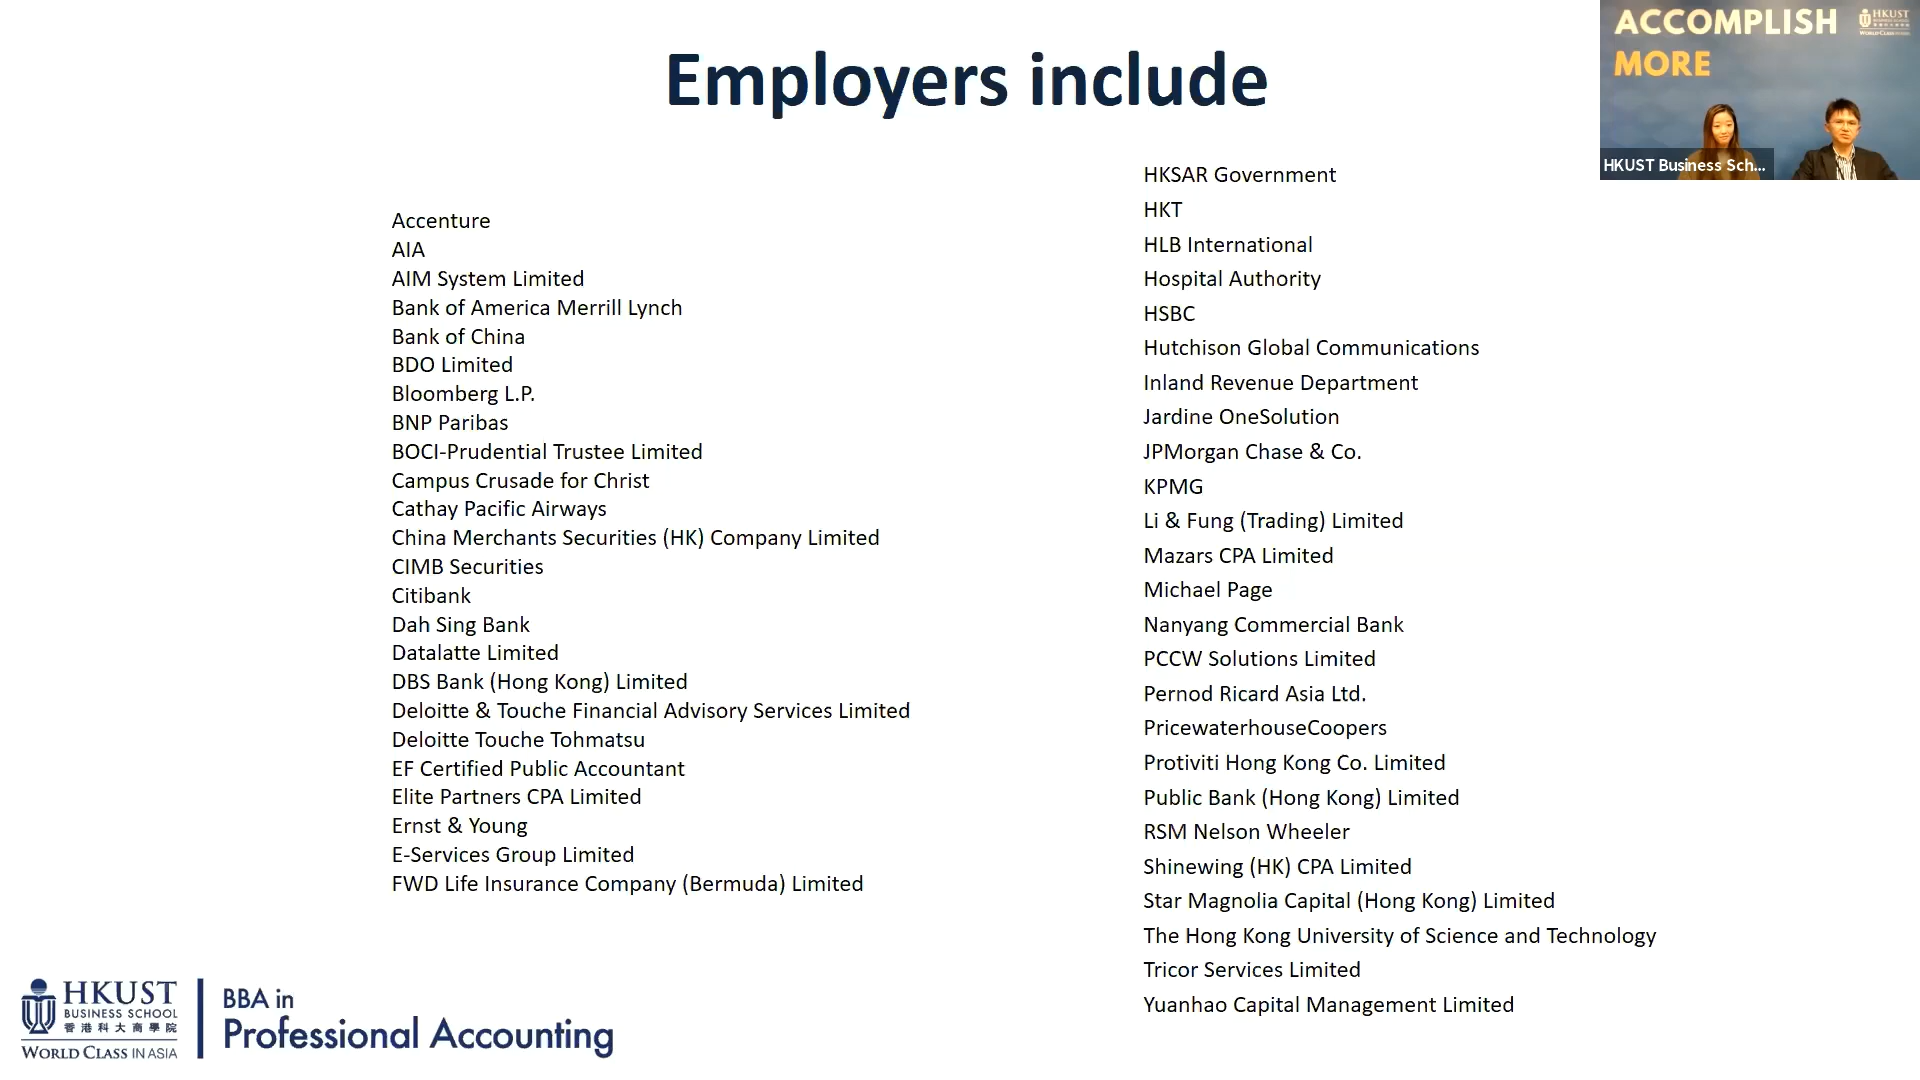 Employers include
Accenture
AIA
AIM System Limited
Bank of America Merrill Lynch
Bank of China
BDO Limited
Bloomberg L.P.
BNP Paribas
BOCI-Prudential Trustee Limited
Campus Crusade for Christ
Cathay Pacific Airways
China Merchants Securities (HK) Company Limited
CIMB Securities
Citibank
Dah Sing Bank
Datalatte Limited
DBS Bank (Hong Kong) Limited
Deloitte & Touche Financial Advisory Services Limited
Deloitte Touche Tohmatsu
EF Certified Public Accountant
Elite Partners CPA Limited
Ernst & Young
E-Services Group Limited
FWD Life Insurance Company (Bermuda) Limited
HKSAR Government
HKT
HLB International
Hospital Authority
HSBC
Hutchison Global Communications
Inland Revenue Department
Jardine OneSolution
JPMorgan Chase & Co.
KPMG
Li & Fung (Trading) Limited
Mazars CPA Limited
Michael Page
Nanyang Commercial Bank
PCCW Solutions Limited
Pernod Ricard Asia Ltd.
PricewaterhouseCoopers
Protiviti Hong Kong Co. Limited
Public Bank (Hong Kong) Limited
RSM Nelson Wheeler
Shinewing (HK) CPA Limited
Star Magnolia Capital (Hong Kong) Limited
The Hong Kong University of Science and Technology
Tricor Services Limited
Yuanhao Capital Management Limited
ACCOMPLISH
MORE
HKUST
HKUST Business Sch...
HKUST
BUSINESS SCHOOL
香港科大商學院
WORLD CLASS IN ASIA
BBA in
Professional Accounting